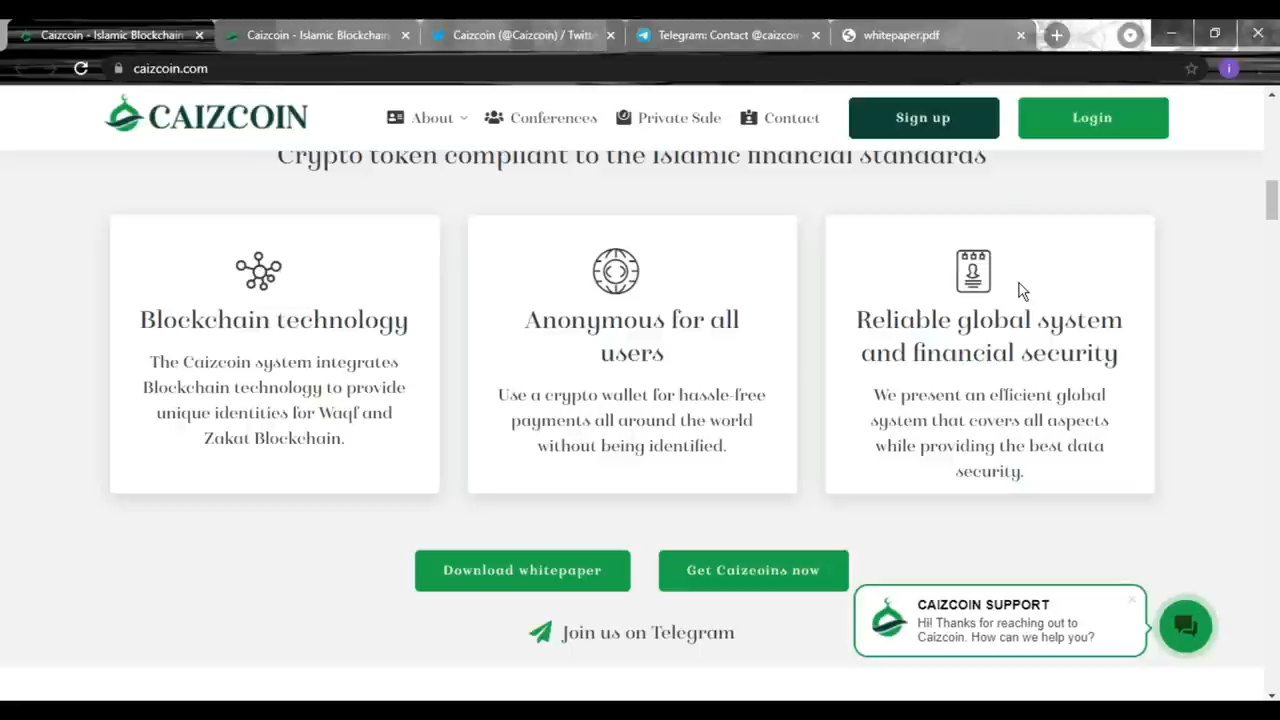 Caizcoin - Islamic Blockchain
Caizcoin - Islamic Blockchain
Caizcoin (@Caizcoin) / Twitte
Telegram: Contact @caizcoin
whitepaper.pdf
caizcoin.com
i
CAIZCOIN
About
Conferences
Private Sale
Contact
Sign up
Login
Crypto token compliant to the Islamic financial standards
Blockchain technology
The Caizcoin system integrates
Blockchain technology to provide
unique identities for Waqf and
Zakat Blockchain.
Anonymous for all
users
Use a crypto wallet for hassle-free
payments all around the world
without being identified.
Reliable global system
and financial security
We present an efficient global
system that covers all aspects
while providing the best data
security.
Download whitepaper
Get Caizcoins now
Join us on Telegram
CAIZCOIN SUPPORT
Hi! Thanks for reaching out to
Caizcoin. How can we help you?